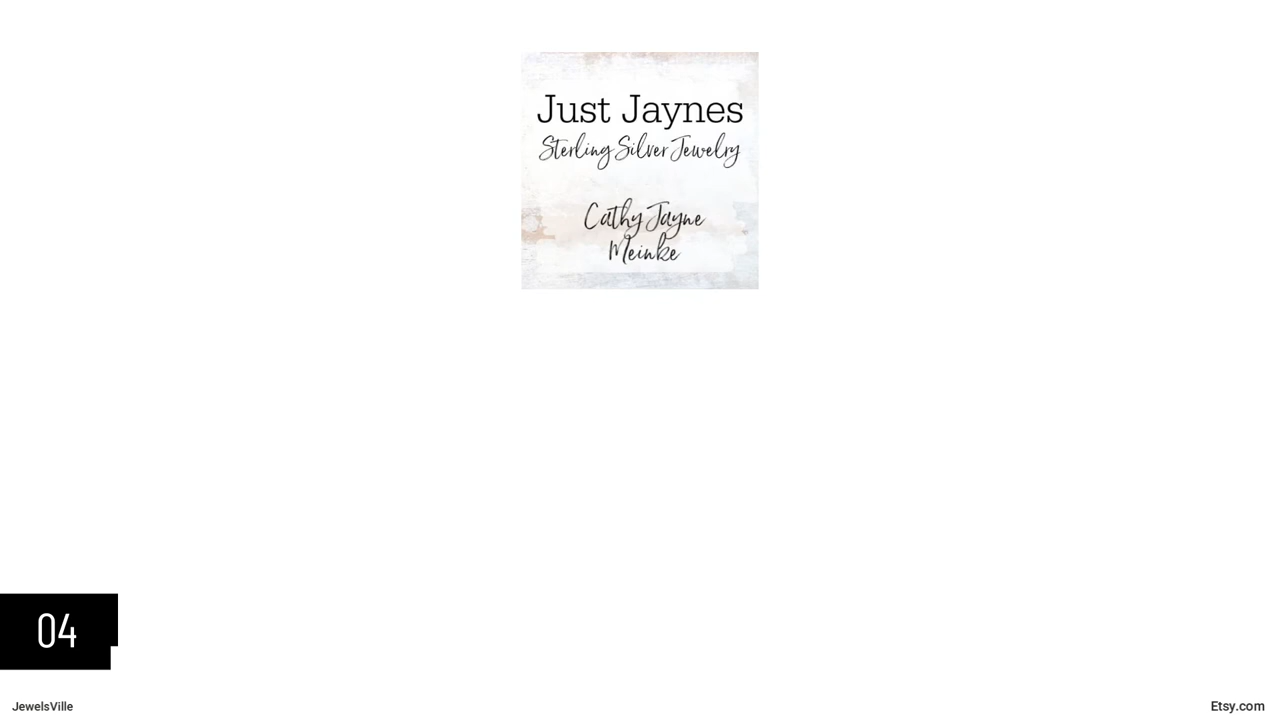 Just Jaynes
Sterling Silver Jewelry
Cathy Jayne
Meinke
04
JewelsVille
Etsy.com